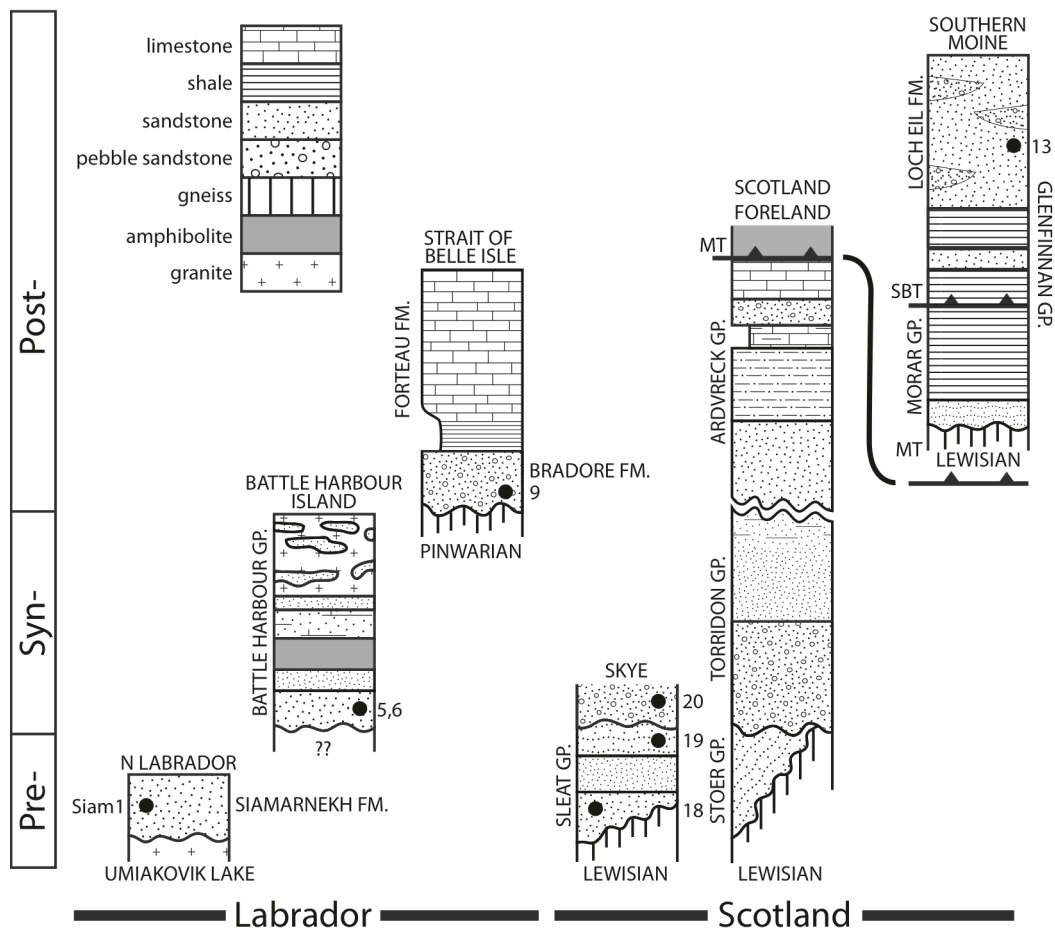 Post-
Syn-
Pre-
limestone
shale
sandstone
pebble sandstone
gneiss
amphibolite
granite
N LABRADOR
Siam1
SIAMARNEKH FM.
UMIAKOVIK LAKE
BATTLE HARBOUR
ISLAND
BATTLE HARBOUR GP.
5,6
??
STRAIT OF
BELLE ISLE
FORTEAU FM.
BRADORE FM.
9
PINWARIAN
SKYE
SLEAT GP.
20
19
18
LEWISIAN
SCOTLAND
FORELAND
MT
ARDVRECK GP.
TORRIDON GP.
STOER GP.
LEWISIAN
SOUTHERN
MOINE
LOCH EIL FM.
13
GLENFINNAN GP.
SBT
MORAR GP.
MT
LEWISIAN
Labrador
Scotland